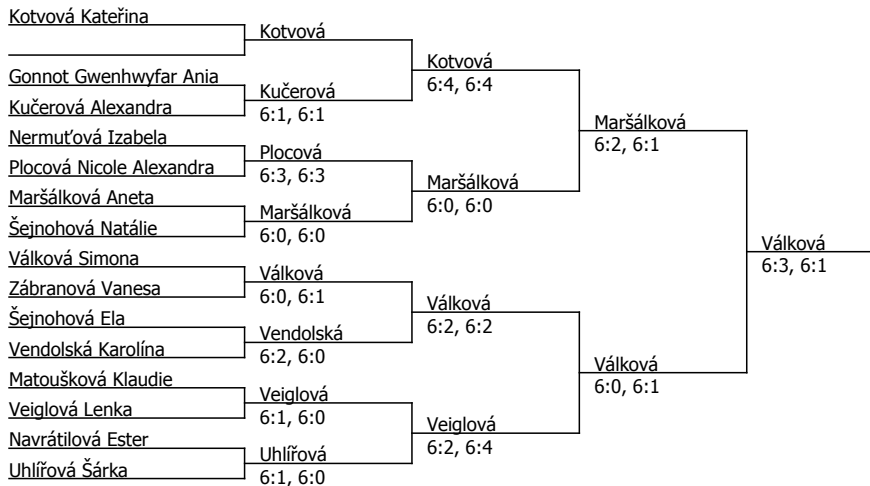 Kotvová Kateřina
Gonnot Gwenhwyfar Ania
Kučerová Alexandra
Nermuťová Izabela
Plocová Nicole Alexandra
Maršálková Aneta
Šejnohová Natálie
Válková Simona
Zábranová Vanesa
Šejnohová Ela
Vendolská Karolína
Matoušková Klaudie
Veiglová Lenka
Navrátilová Ester
Uhlířová Šárka
Kotvová
Kučerová
6:1, 6:1
Plocová
6:3, 6:3
Maršálková
6:0, 6:0
Válková
6:0, 6:1
Vendolská
6:2, 6:0
Veiglová
6:1, 6:0
Uhlířová
6:1, 6:0
Kotvová
6:4, 6:4
Maršálková
6:0, 6:0
Válková
6:2, 6:2
Veiglová
6:2, 6:4
Maršálková
6:2, 6:1
Válková
6:0, 6:1
Válková
6:3, 6:1